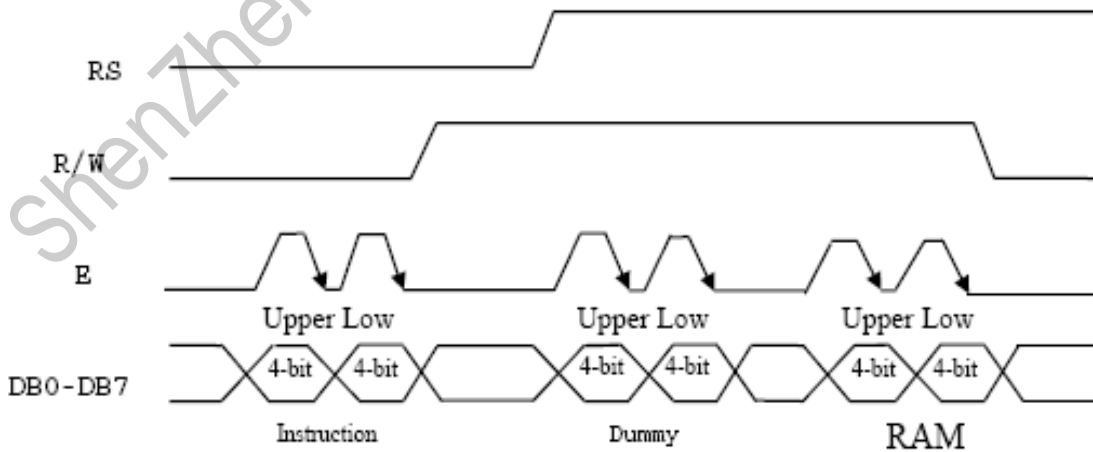 ShenZhe
RS
R/W
E
Upper Low Upper Low Upper Low
DB0-DB7 4-bit 4-bit 4-bit 4-bit 4-bit 4-bit
Instruction Dummy RAM